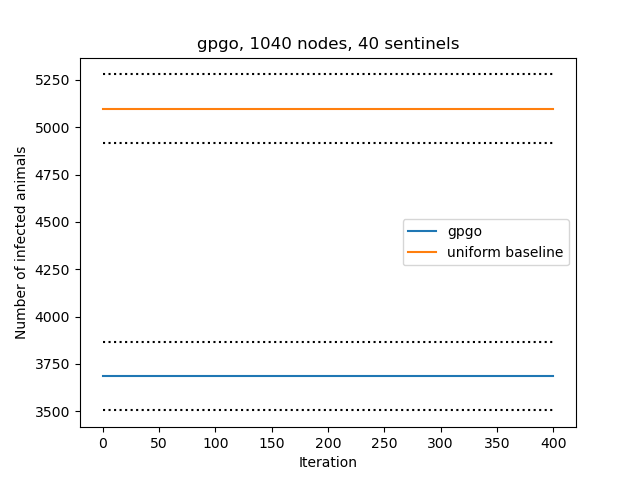 gpgo, 1040 nodes, 40 sentinels
5250
5000
4750
4500
4250
4000
3750
3500
Number of infected animals
gpgo
uniform baseline
0 50 100 150 200 250 300 350 400
Iteration